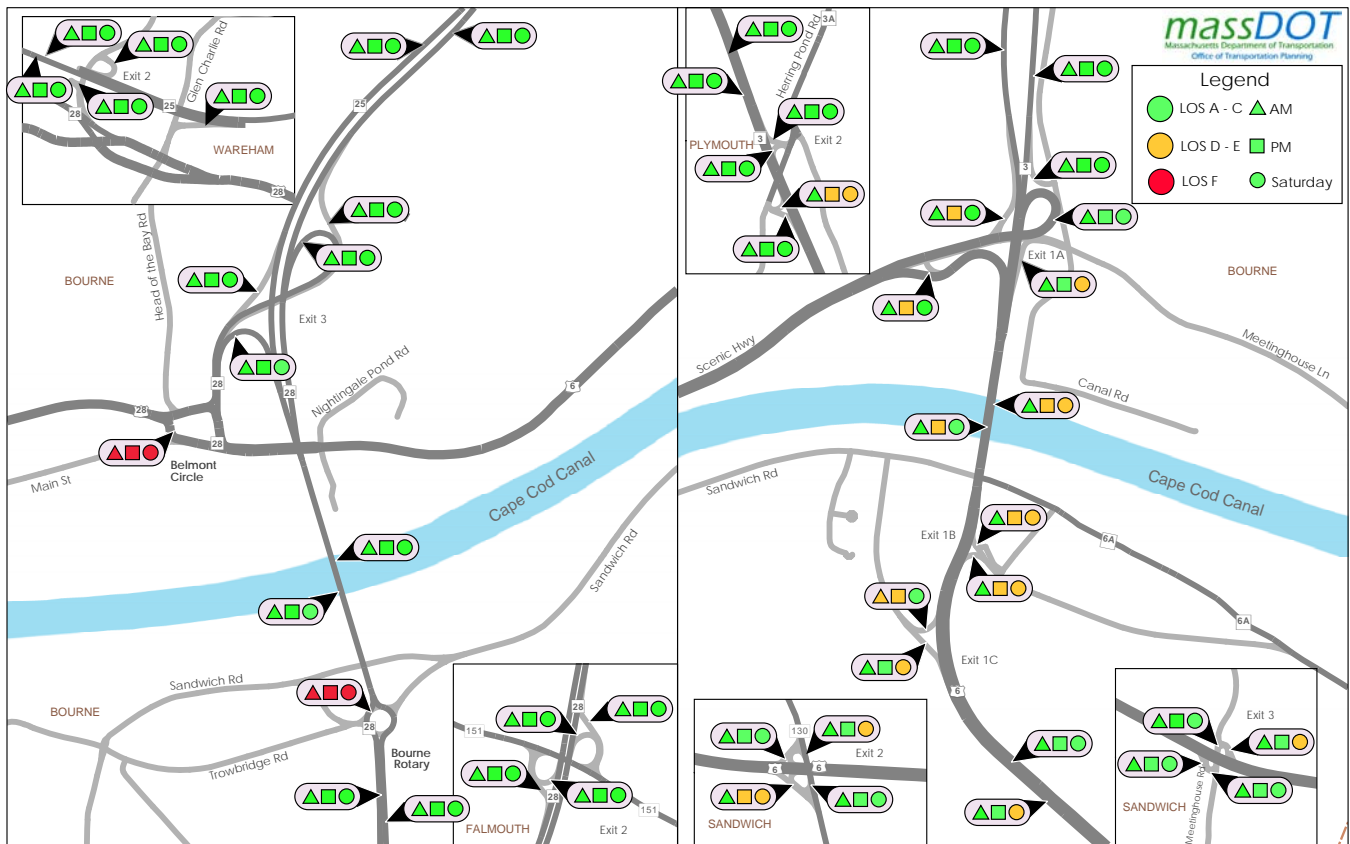 Glen Charlie Rd
Exit 2
25
28
WAREHAM
28
25
BOURNE
Head of the Bay Rd
Exit 3
28
28
Nightingale Pond Rd
6
28
28
Belmont
Circle
Main St
Cape Cod Canal
Sandwich Rd
Sandwich Rd
BOURNE
28
Trowbridge Rd
Bourne
Rotary
28
151
28
151
FALMOUTH
Exit 2
3A
Herring Pond Rd
3
PLYMOUTH
Exit 2
massDOT
Massachusetts Department of Transportation
Office of Transportation Planning
Legend
LOS A - C
AM
LOS D - E
PM
LOS F
Saturday
3
Exit 1A
BOURNE
Scenic Hwy
Meetinghouse Ln
Canal Rd
Sandwich Rd
Cape Cod Canal
Exit 1B
6A
6A
Exit 1C
6
130
Exit 2
6
6
SANDWICH
Exit 3
6
SANDWICH
Meetinghouse Rd